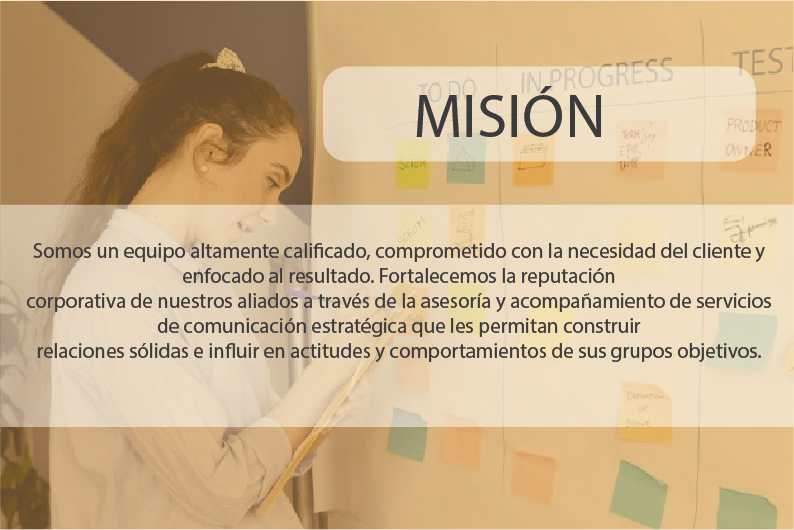 TO DO
IN PROGRESS
TEST
MISIÓN
PRODUCT
OWNER
SCRUM
Somos un equipo altamente calificado, comprometido con la necesidad del cliente y
enfocado al resultado. Fortalecemos la reputación
corporativa de nuestros aliados a través de la asesoría y acompañamiento de servicios
de comunicación estratégica que les permitan construir
relaciones sólidas e influir en actitudes y comportamientos de sus grupos objetivos.
Definition
of
Done